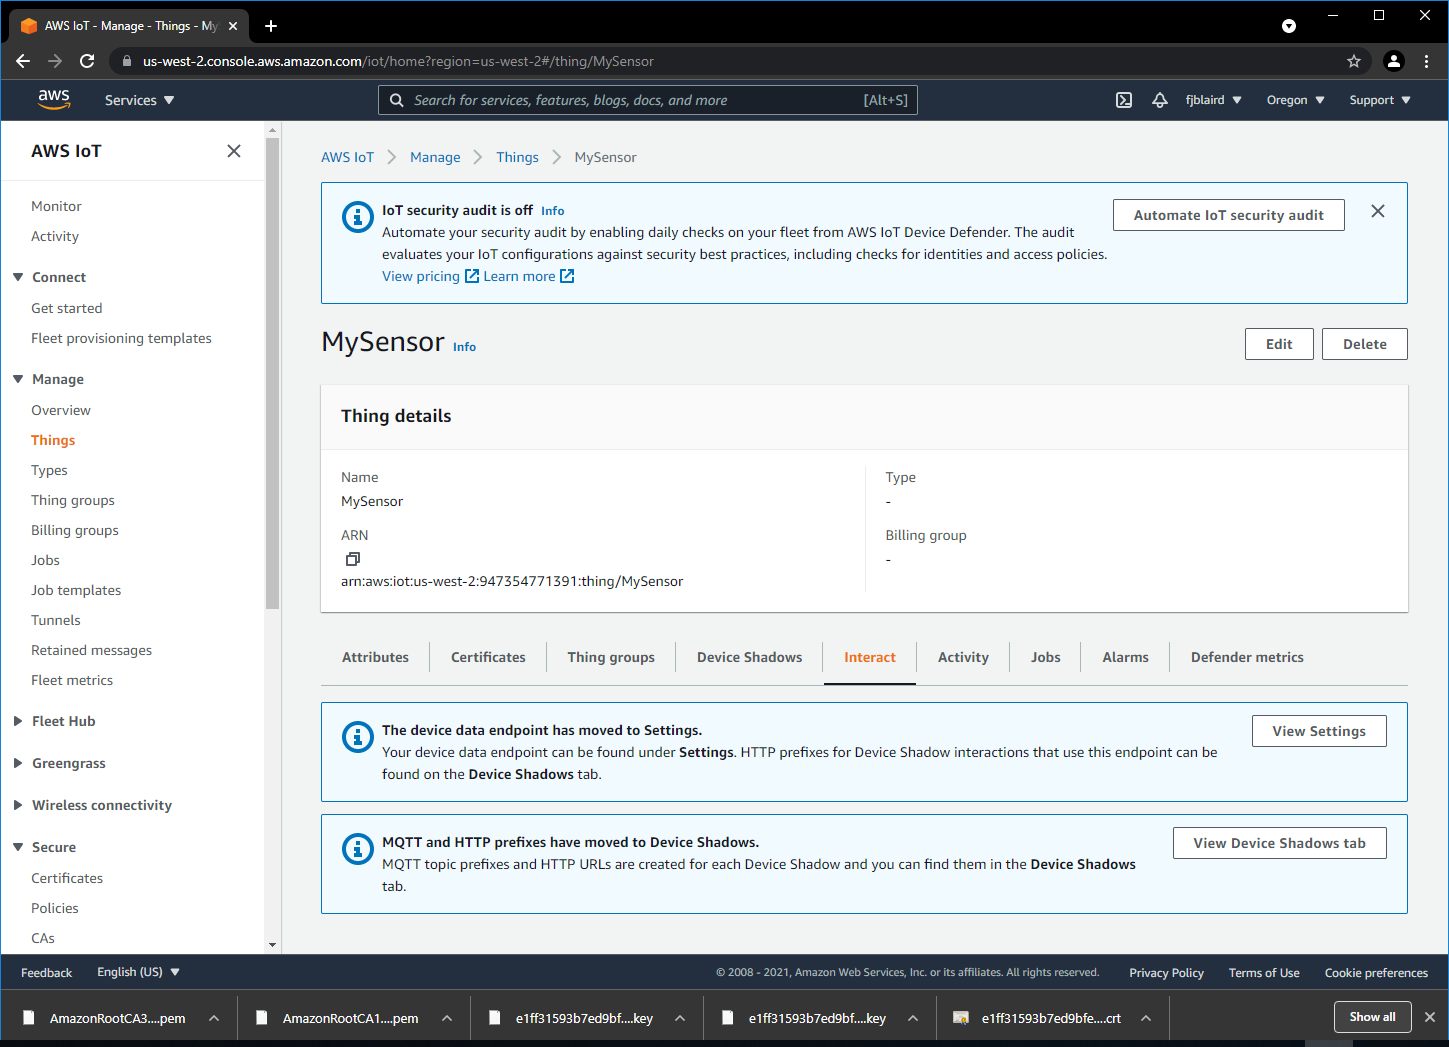 AWS IoT - Manage - Things - My
us-west-2.console.aws.amazon.com/iot/home?region=us-west-2#/thing/MySensor
aws
Services
Search for services, features, blogs, docs, and more
[Alt+S]
fjblaird
Oregon
Support
AWS IoT
Monitor
Activity
Connect
Get started
Fleet provisioning templates
Manage
Overview
Things
Types
Thing groups
Billing groups
Jobs
Job templates
Tunnels
Retained messages
Fleet metrics
Fleet Hub
Greengrass
Wireless connectivity
Secure
Certificates
Policies
CAs
AWS IoT
Manage
Things
MySensor
IoT security audit is off Info
Automate your security audit by enabling daily checks on your fleet from AWS IoT Device Defender. The audit
evaluates your IoT configurations against security best practices, including checks for identities and access policies.
View pricing Learn more
Automate IoT security audit
MySensor Info
Edit
Delete
Thing details
Name
MySensor
ARN
arn:aws:iot:us-west-2:947354771391:thing/MySensor
Type
-
Billing group
-
Attributes
Certificates
Thing groups
Device Shadows
Interact
Activity
Jobs
Alarms
Defender metrics
The device data endpoint has moved to Settings.
Your device data endpoint can be found under Settings. HTTP prefixes for Device Shadow interactions that use this endpoint can be
found on the Device Shadows tab.
View Settings
MQTT and HTTP prefixes have moved to Device Shadows.
MQTT topic prefixes and HTTP URLs are created for each Device Shadow and you can find them in the Device Shadows
tab.
View Device Shadows tab
Feedback
English (US)
© 2008 - 2021, Amazon Web Services, Inc. or its affiliates. All rights reserved.
Privacy Policy
Terms of Use
Cookie preferences
AmazonRootCA3....pem
AmazonRootCA1....pem
e1ff31593b7ed9bf....key
e1ff31593b7ed9bf....key
e1ff31593b7ed9bfe....crt
Show all